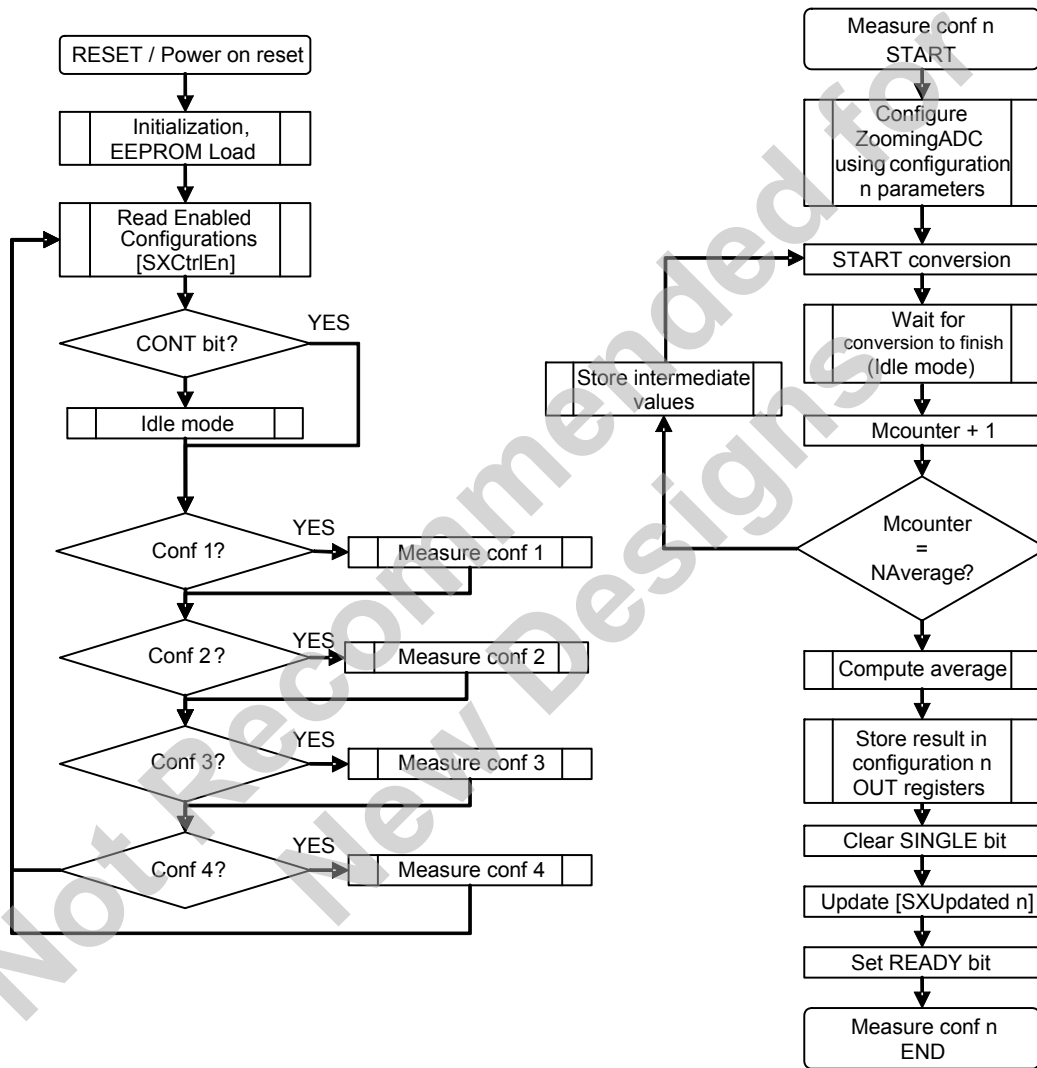 RESET / Power on reset
Initialization,
EEPROM Load
Read Enabled
Configurations
[SXCtrlEn]
CONT bit?
YES
Idle mode
Conf 1?
YES
Measure conf 1
Conf 2?
YES
Measure conf 2
Conf 3?
YES
Measure conf 3
Conf 4?
YES
Measure conf 4
Measure conf n
START
Configure
ZoomingADC
using configuration
n parameters
START conversion
Wait for
conversion to finish
(Idle mode)
Store intermediate
values
Mcounter + 1
Mcounter
=
NAverage?
Compute average
Store result in
configuration n
OUT registers
Clear SINGLE bit
Update [SXUpdated n]
Set READY bit
Measure conf n
END
Not Recommended for
New Designs